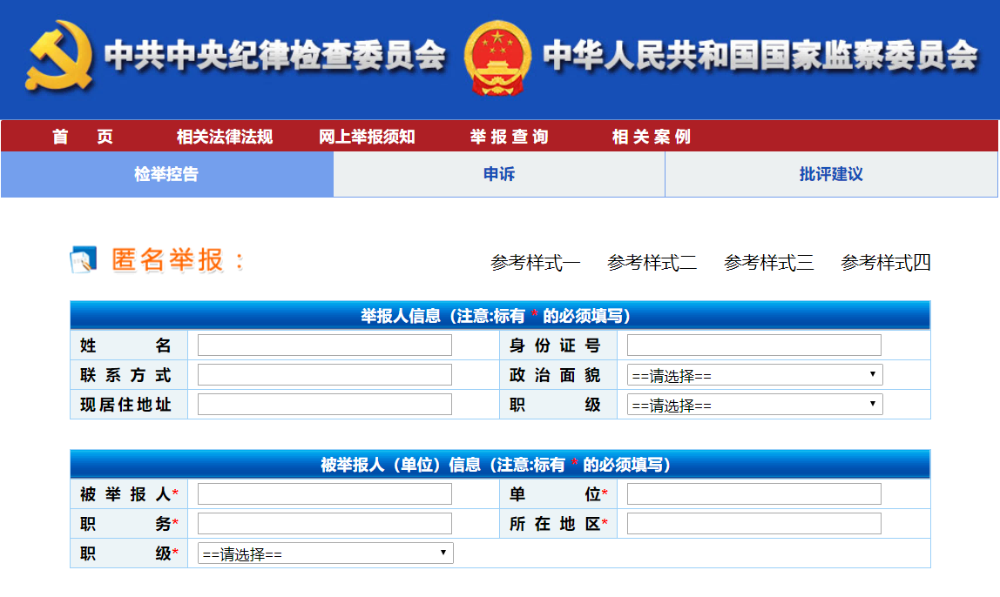 中共中央纪律检查委员会 中华人民共和国国家监察委员会
首 页 相关法律法规 网上举报须知 举报查询 相关案例
检举控告 申诉 批评建议
匿名举报： 参考样式一 参考样式二 参考样式三 参考样式四
举报人信息（注意:标有 * 的必须填写）
姓 名 身份证号
联系方式 政治面貌 ==请选择==
现居住地址 职 级 ==请选择==
被举报人（单位）信息（注意:标有 * 的必须填写）
被举报人* 单 位*
职 务* 所在地区*
职 级* ==请选择==